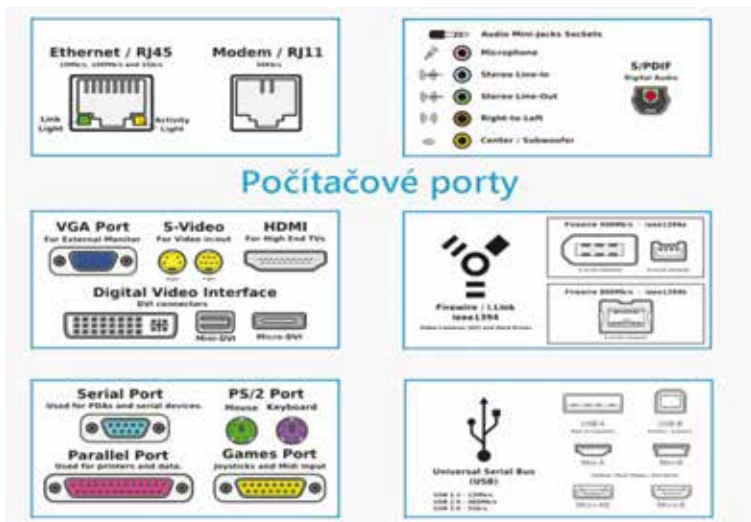 Ethernet / RJ45
10Mb/s, 100Mb/s and 1Gb/s
Link
Light
Activity
Light
Modem / RJ11
56Kb/s
Audio Mini-jacks Sockets
Microphone
Stereo Line-In
Stereo Line-Out
Right-to Left
Center / Subwoofer
S/PDIF
Digital Audio
Počítačové porty
VGA Port
For External Monitor
S-Video
For Video in:out
HDMI
For High End TVs
Digital Video Interface
DVI connectors
Mini-DVI
Micro-DVI
Firewire / i.Link
ieee1394
Firewire 400Mb/s - ieee1394a
Firewire 800Mb/s - ieee1394b
Serial Port
Used for PDAs and serial devices.
PS/2 Port
Mouse Keyboard
Parallel Port
Used for printers and data.
Games Port
Joysticks and Midi input
Universal Serial Bus
(USB)
USB-A
USB-B
Mini-A
Mini-B
Micro-AB
Micro-B